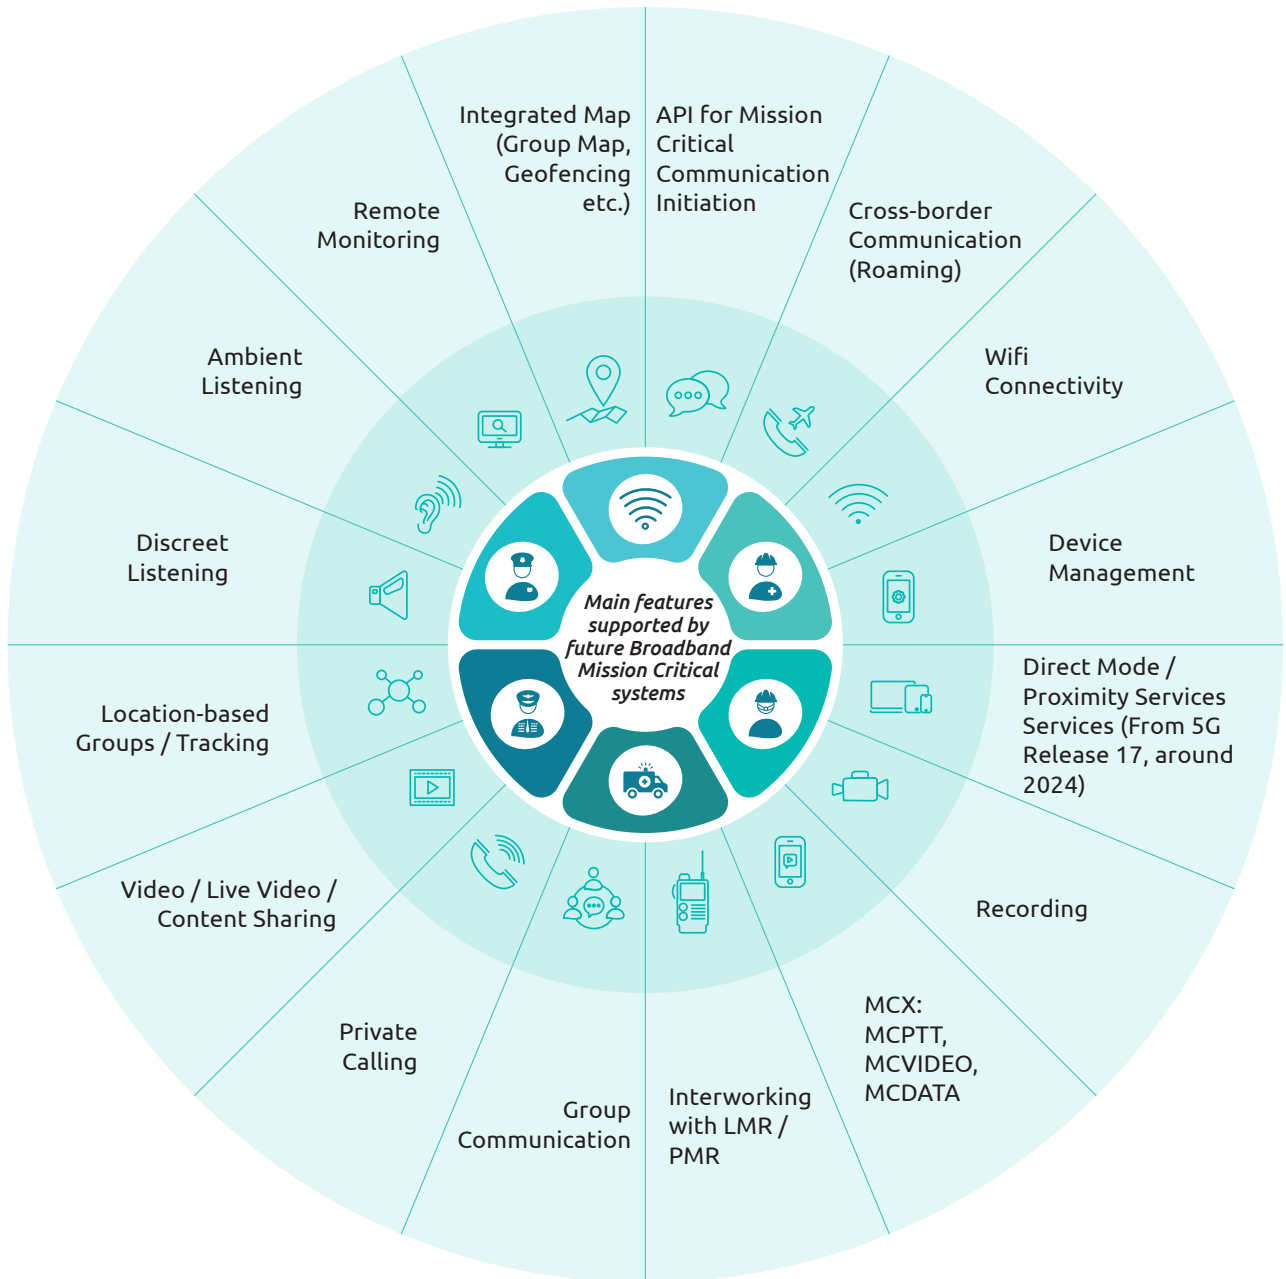 Integrated Map
(Group Map,
Geofencing
etc.)
API for Mission
Critical
Communication
Initiation
Cross-border
Communication
(Roaming)
Wifi
Connectivity
Device
Management
Direct Mode /
Proximity Services
Services (From 5G
Release 17, around
2024)
Recording
MCX:
MCPTT,
MCVIDEO,
MCDATA
Interworking
with LMR /
PMR
Group
Communication
Private
Calling
Video / Live Video /
Content Sharing
Location-based
Groups / Tracking
Discreet
Listening
Ambient
Listening
Remote
Monitoring
Main features
supported by
future Broadband
Mission Critical
systems